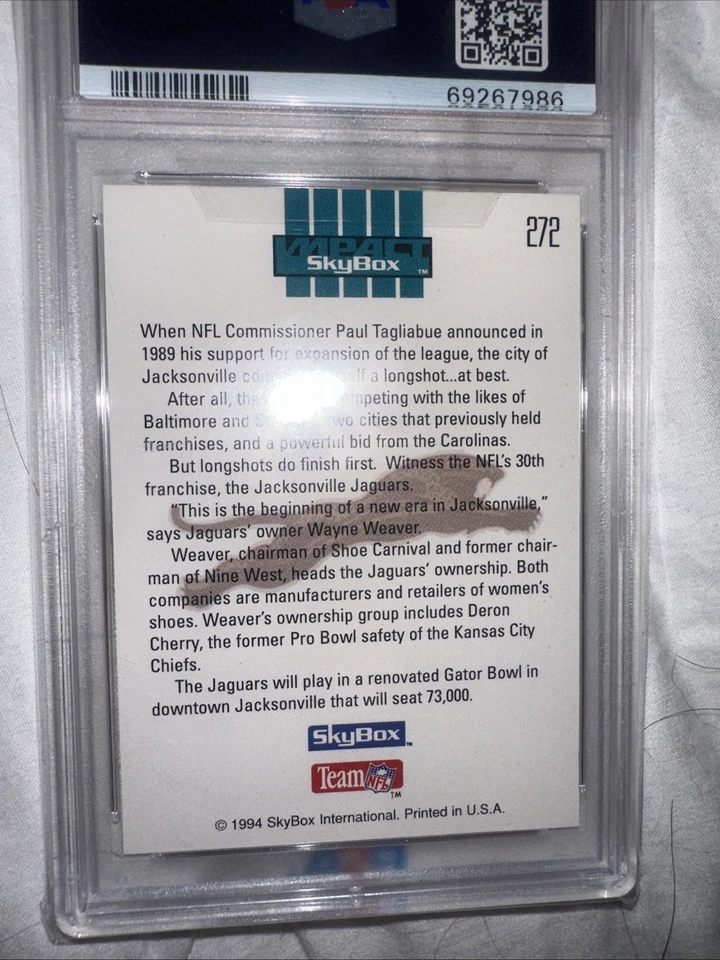 69267986
272
IMPACT
SkyBox ™
When NFL Commissioner Paul Tagliabue announced in
1989 his support for expansion of the league, the city of
Jacksonville a longshot...at best.
After all, competing with the likes of
Baltimore and two cities that previously held
franchises, and a powerful bid from the Carolinas.
But longshots do finish first. Witness the NFL's 30th
franchise, the Jacksonville Jaguars.
"This is the beginning of a new era in Jacksonville,"
says Jaguars' owner Wayne Weaver.
Weaver, chairman of Shoe Carnival and former chair-
man of Nine West, heads the Jaguars' ownership. Both
companies are manufacturers and retailers of women's
shoes. Weaver's ownership group includes Deron
Cherry, the former Pro Bowl safety of the Kansas City
Chiefs.
The Jaguars will play in a renovated Gator Bowl in
downtown Jacksonville that will seat 73,000.
SkyBox ™
Team NFL ™
© 1994 SkyBox International. Printed in U.S.A.